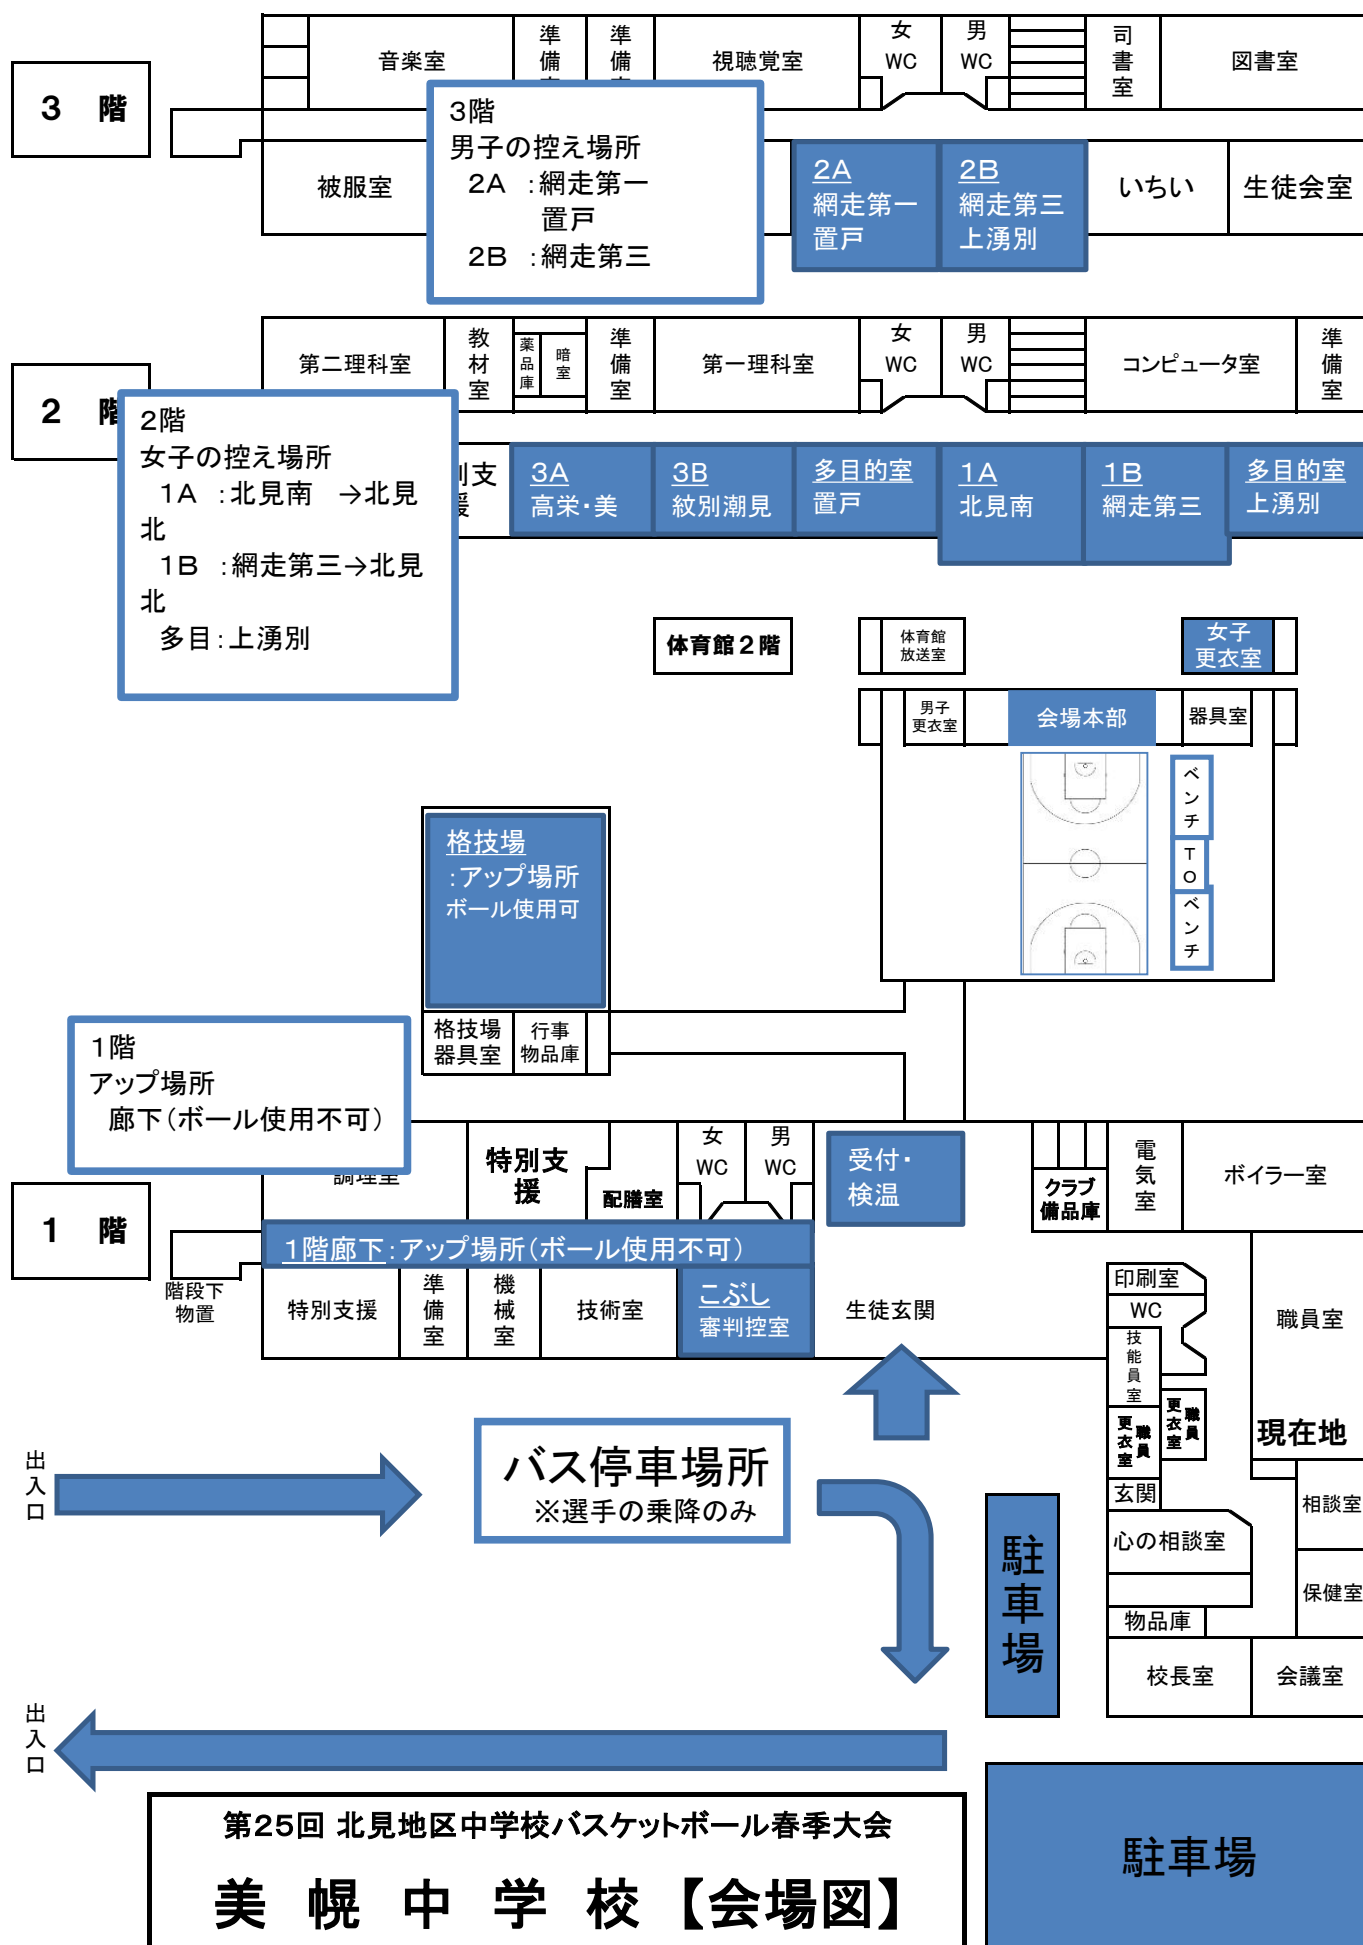 3 階
音楽室
準備
準備
視聴覚室
女
WC
男
WC
司書室
図書室
3階
男子の控え場所
2A :網走第一
置戸
2B :網走第三
被服室
2A
網走第一
置戸
2B
網走第三
上湧別
いちい
生徒会室
2
第二理科室
教材室
薬品庫
暗室
準備室
第一理科室
女
WC
男
WC
コンピュータ室
準備室
2階
女子の控え場所
1A :北見南 →北見
北
1B :網走第三→北見
北
多目:上湧別
別支
援
3A
高栄・美
3B
紋別潮見
多目的室
置戸
1A
北見南
1B
網走第三
多目的室
上湧別
体育館2階
体育館
放送室
女子
更衣室
男子
更衣室
会場本部
器具室
ベンチ
TO
ベンチ
格技場
:アップ場所
ボール使用可
格技場
器具室
行事
物品庫
1階
アップ場所
廊下(ボール使用不可)
1 階
調理室
特別支
援
配膳室
女
WC
男
WC
受付・
検温
クラブ
備品庫
電気室
ボイラー室
1階廊下:アップ場所(ボール使用不可)
階段下
物置
特別支援
準備室
機械室
技術室
こぶし
審判控室
生徒玄関
印刷室
WC
技能員室
職員
更衣室
職員
更衣室
職員室
現在地
玄関
相談室
心の相談室
保健室
物品庫
校長室
会議室
出入口
バス停車場所
※選手の乗降のみ
駐車場
出入口
駐車場
第25回 北見地区中学校バスケットボール春季大会
美 幌 中 学 校 【会場図】